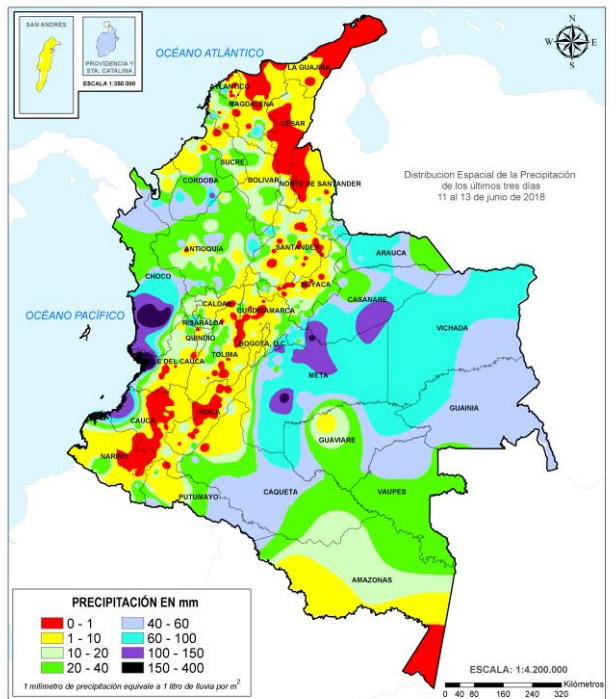 SAN ANDRÉS
PROVIDENCIA Y
STA. CATALINA
ESCALA 1:350.000
OCÉANO ATLÁNTICO
N
W E
S
LA GUAJIRA
ATLÁNTICO
MAGDALENA
CESAR
SUCRE
CORDOBA
BOLIVAR
NORTE DE SANTANDER
Distribucion Espacial de la Precipitación
de los últimos tres días
11 al 13 de junio de 2018
ANTIOQUIA
SANTANDER
ARAUCA
CHOCO
BOYACA
CASANARE
OCÉANO PACÍFICO
CALDAS
CUNDINAMARCA
RISARALDA
VICHADA
QUINDIO
BOGOTA, D.C.
TOLIMA
LE DEL CAUCA
META
GUAINIA
CAUCA
HUILA
GUAVIARE
NARIÑO
PUTUMAYO
CAQUETA
VAUPES
AMAZONAS
PRECIPITACIÓN EN mm
0 - 1 40 - 60
1 - 10 60 - 100
10 - 20 100 - 150
20 - 40 150 - 400
1 milimetro de precipitación equivale a 1 litro de lluvia por m²
ESCALA: 1:4.200.000
Kilómetros
0 40 80 160 240 320